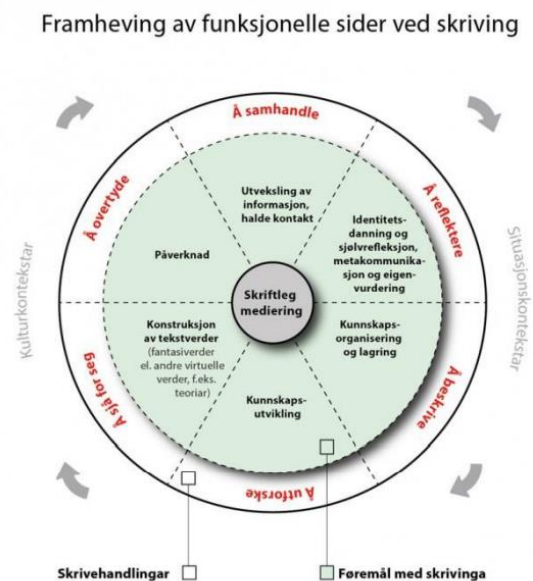 Framheving av funksjonelle sider ved skriving
Å samhandle
Å reflektere
Å beskrive
Å utforske
Å sjå for seg
Å overtyde
Utveksling av
informasjon,
halde kontakt
Identitets-
danning og
sjølvrefleksjon,
metakommunika-
sjon og eigen-
vurdering
Kunnskaps-
organisering
og lagring
Kunnskaps-
utvikling
Konstruksjon
av tekstverder
(fantasiverder
el. andre virtuelle
verder, f.eks.
teoriar)
Påverknad
Skriftleg
mediering
Kulturkontekstar
Situasjonskontekstar
Skrivehandlingar
Føremål med skrivinga